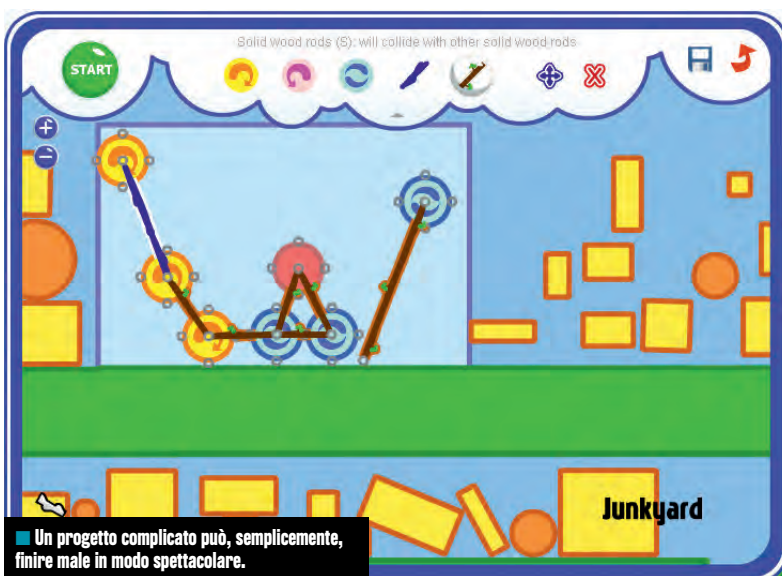 Solid wood rods (S): will collide with other solid wood rods
START
Junkyard
Un progetto complicato può, semplicemente,
finire male in modo spettacolare.